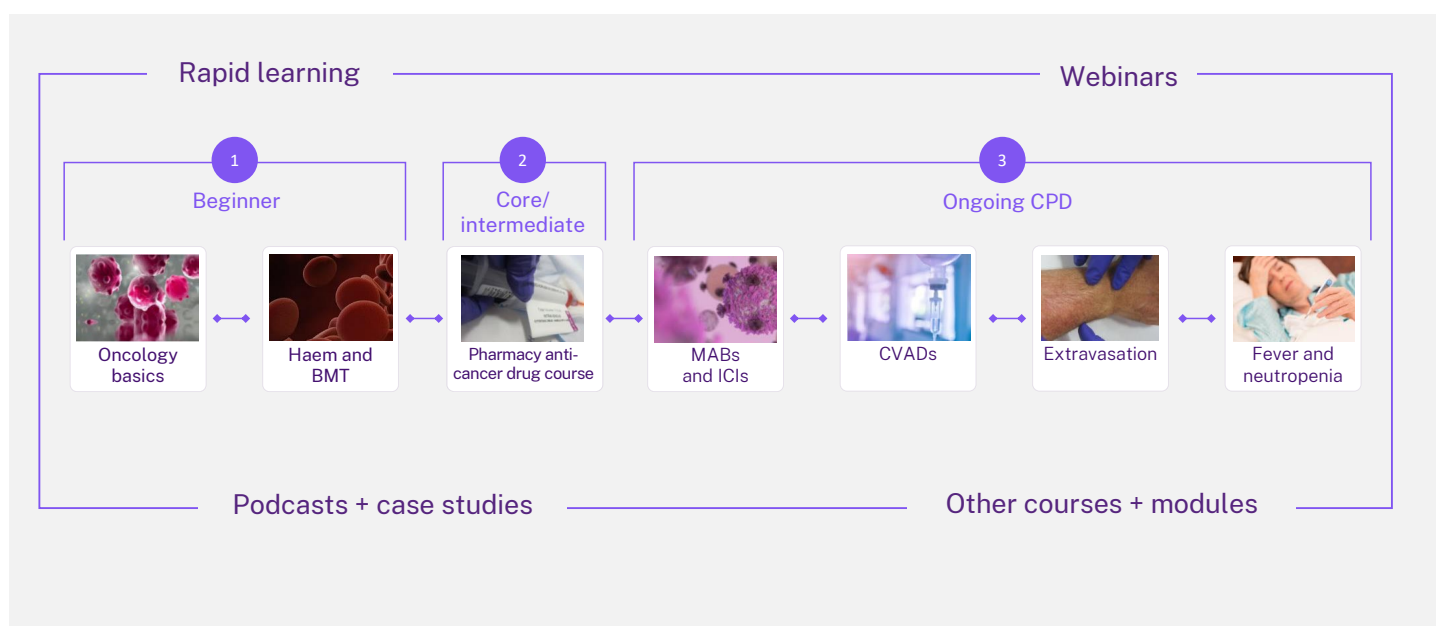 Rapid learning
Webinars
1
2
3
Beginner
Core/
intermediate
Ongoing CPD
Oncology
basics
Haem and
BMT
Pharmacy anti-
cancer drug course
MABs
and ICIs
CVADs
Extravasation
Fever and
neutropenia
Podcasts + case studies
Other courses + modules